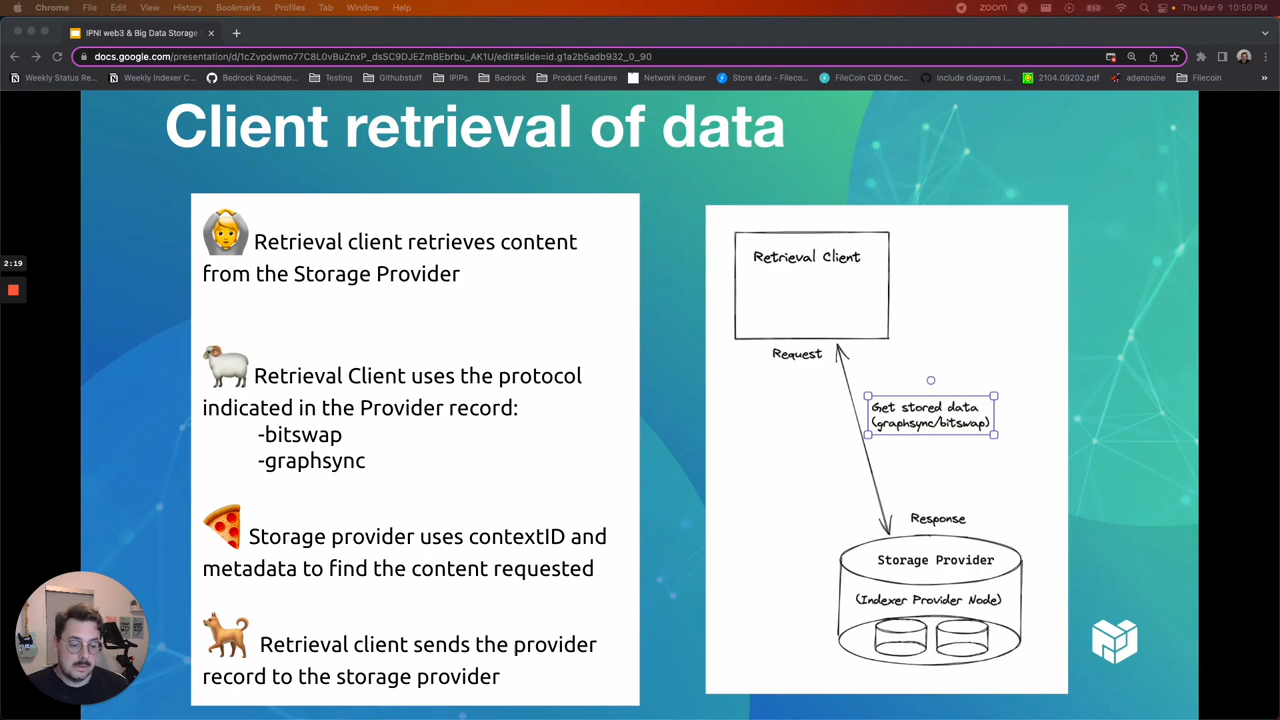 Chrome File Edit View History Bookmarks Profiles Tab Window Help zoom Thu Mar 9 10:50 PM
IPNI web3 & Big Data Storage
docs.google.com/presentation/d/1cZvpdwmo77C8L0vBuZnxP_dsSC9DJEZmBEbrbu_AK1U/edit#slide=id.g1a2b5adb932_0_90
Weekly Status Re... Weekly Indexer C... Bedrock Roadmap... Testing Githubstuff IPIPs Bedrock Product Features Network indexer Store data - Fileco... FileCoin CID Chec... Include diagrams i... 2104.09202.pdf adenosine Filecoin
Client retrieval of data
Retrieval client retrieves content
from the Storage Provider
Retrieval Client uses the protocol
indicated in the Provider record:
-bitswap
-graphsync
Storage provider uses contextID and
metadata to find the content requested
Retrieval client sends the provider
record to the storage provider
Retrieval Client
Request
Get stored data
(graphsync/bitswap)
Response
Storage Provider
(Indexer Provider Node)
2:19